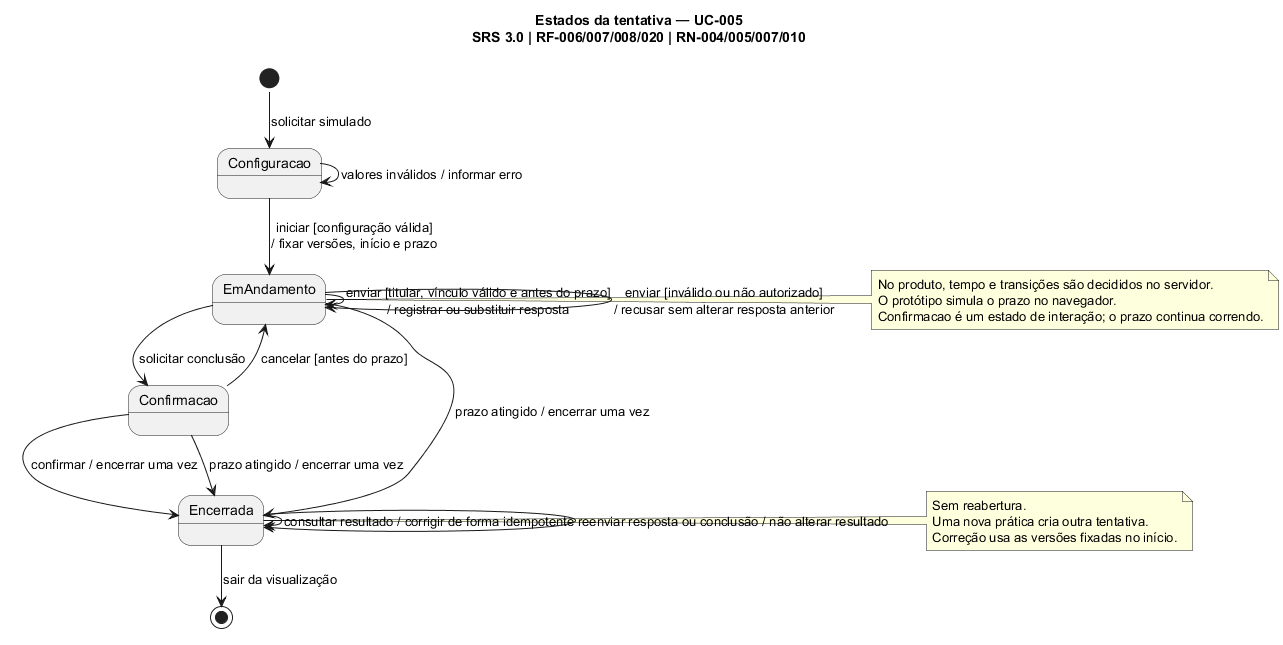 Estados da tentativa — UC-005
SRS 3.0 | RF-006/007/008/020 | RN-004/005/007/010
solicitar simulado
Configuracao
valores inválidos / informar erro
iniciar [configuração válida]
/ fixar versões, início e prazo
EmAndamento
enviar [titular, vínculo válido e antes do prazo]
/ registrar ou substituir resposta
enviar [inválido ou não autorizado]
/ recusar sem alterar resposta anterior
No produto, tempo e transições são decididos no servidor.
O protótipo simula o prazo no navegador.
Confirmacao é um estado de interação; o prazo continua correndo.
solicitar conclusão
cancelar [antes do prazo]
Confirmacao
prazo atingido / encerrar uma vez
confirmar / encerrar uma vez
prazo atingido / encerrar uma vez
Encerrada
consultar resultado / corrigir de forma idempotente
reenviar resposta ou conclusão / não alterar resultado
Sem reabertura.
Uma nova prática cria outra tentativa.
Correção usa as versões fixadas no início.
sair da visualização